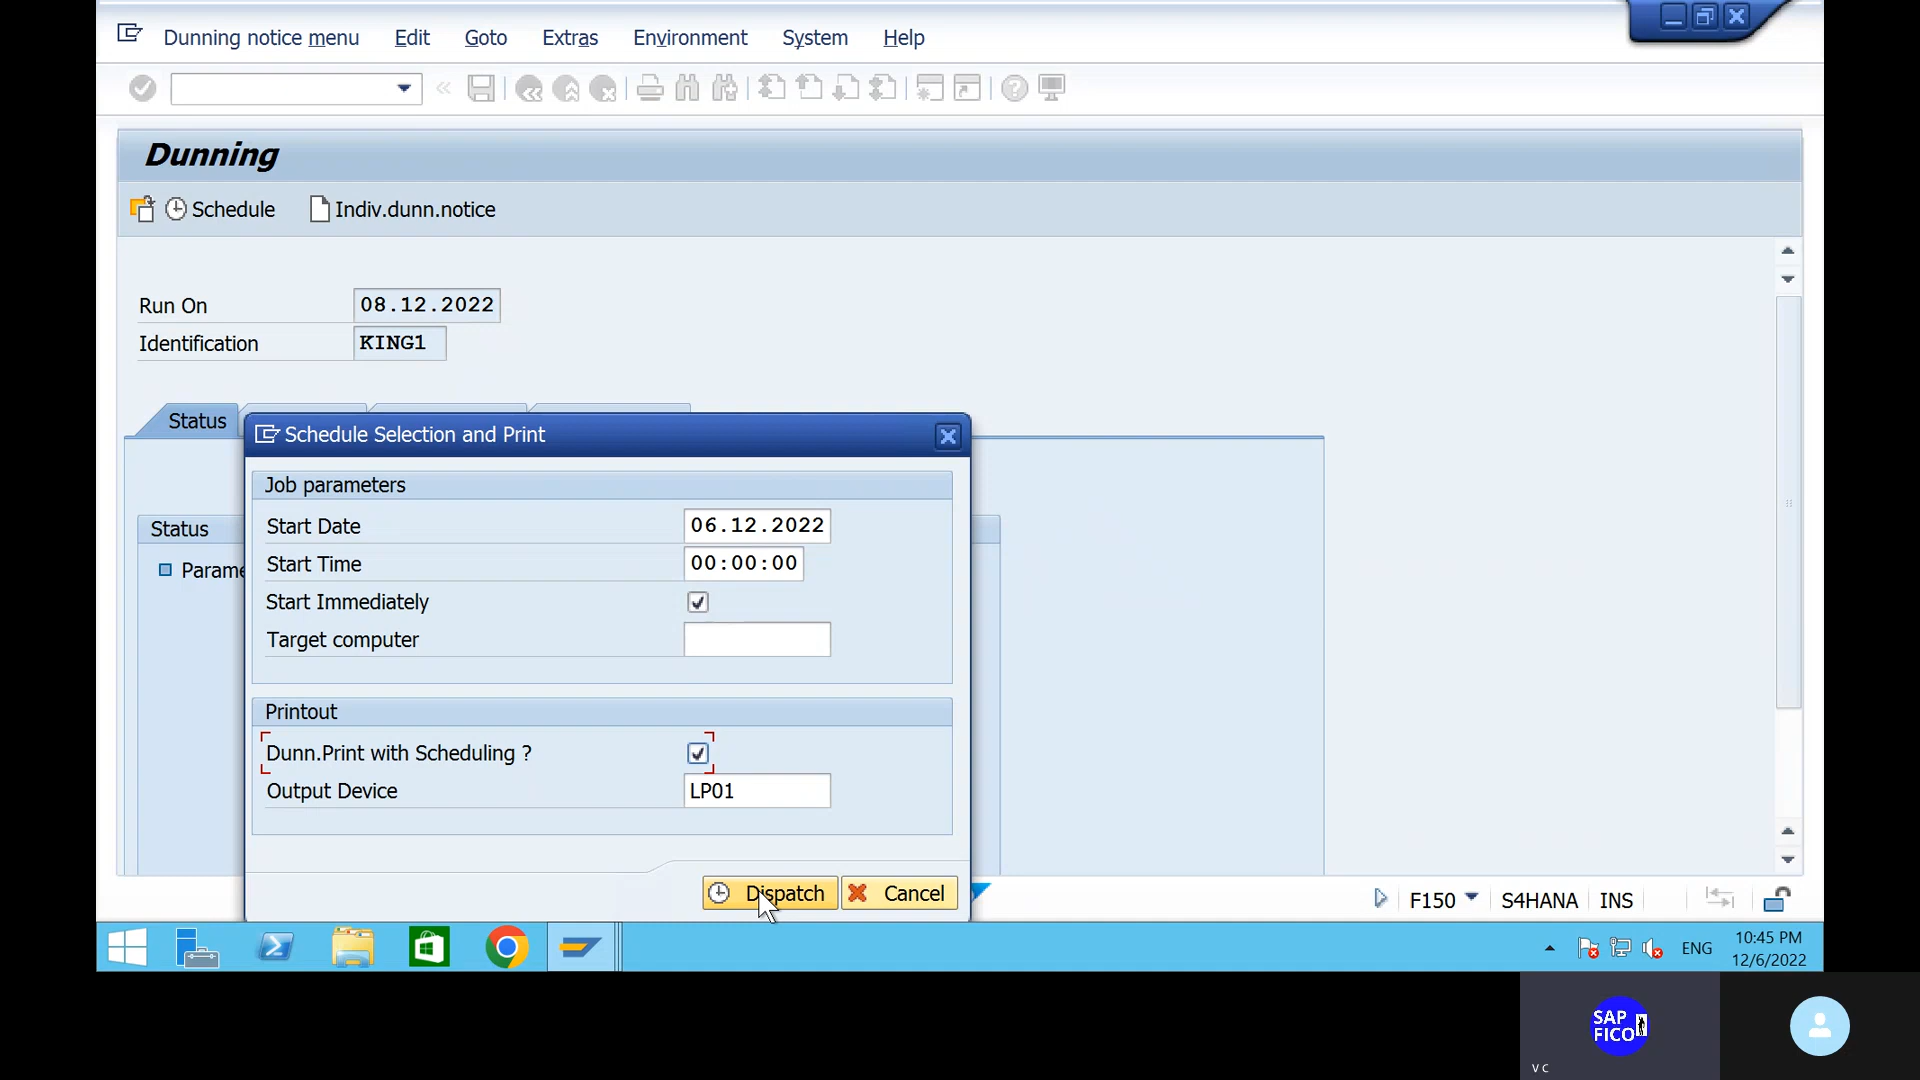 Dunning notice menu Edit Goto Extras Environment System Help
Dunning
Schedule Indiv.dunn.notice
Run On 08.12.2022
Identification KING1
Status
Schedule Selection and Print
Job parameters
Start Date 06.12.2022
Start Time 00:00:00
Start Immediately
Target computer
Status
Parame
Printout
Dunn.Print with Scheduling ?
Output Device LP01
Dispatch Cancel
F150 S4HANA INS
ENG 10:45 PM
12/6/2022
SAP
FICO
v c